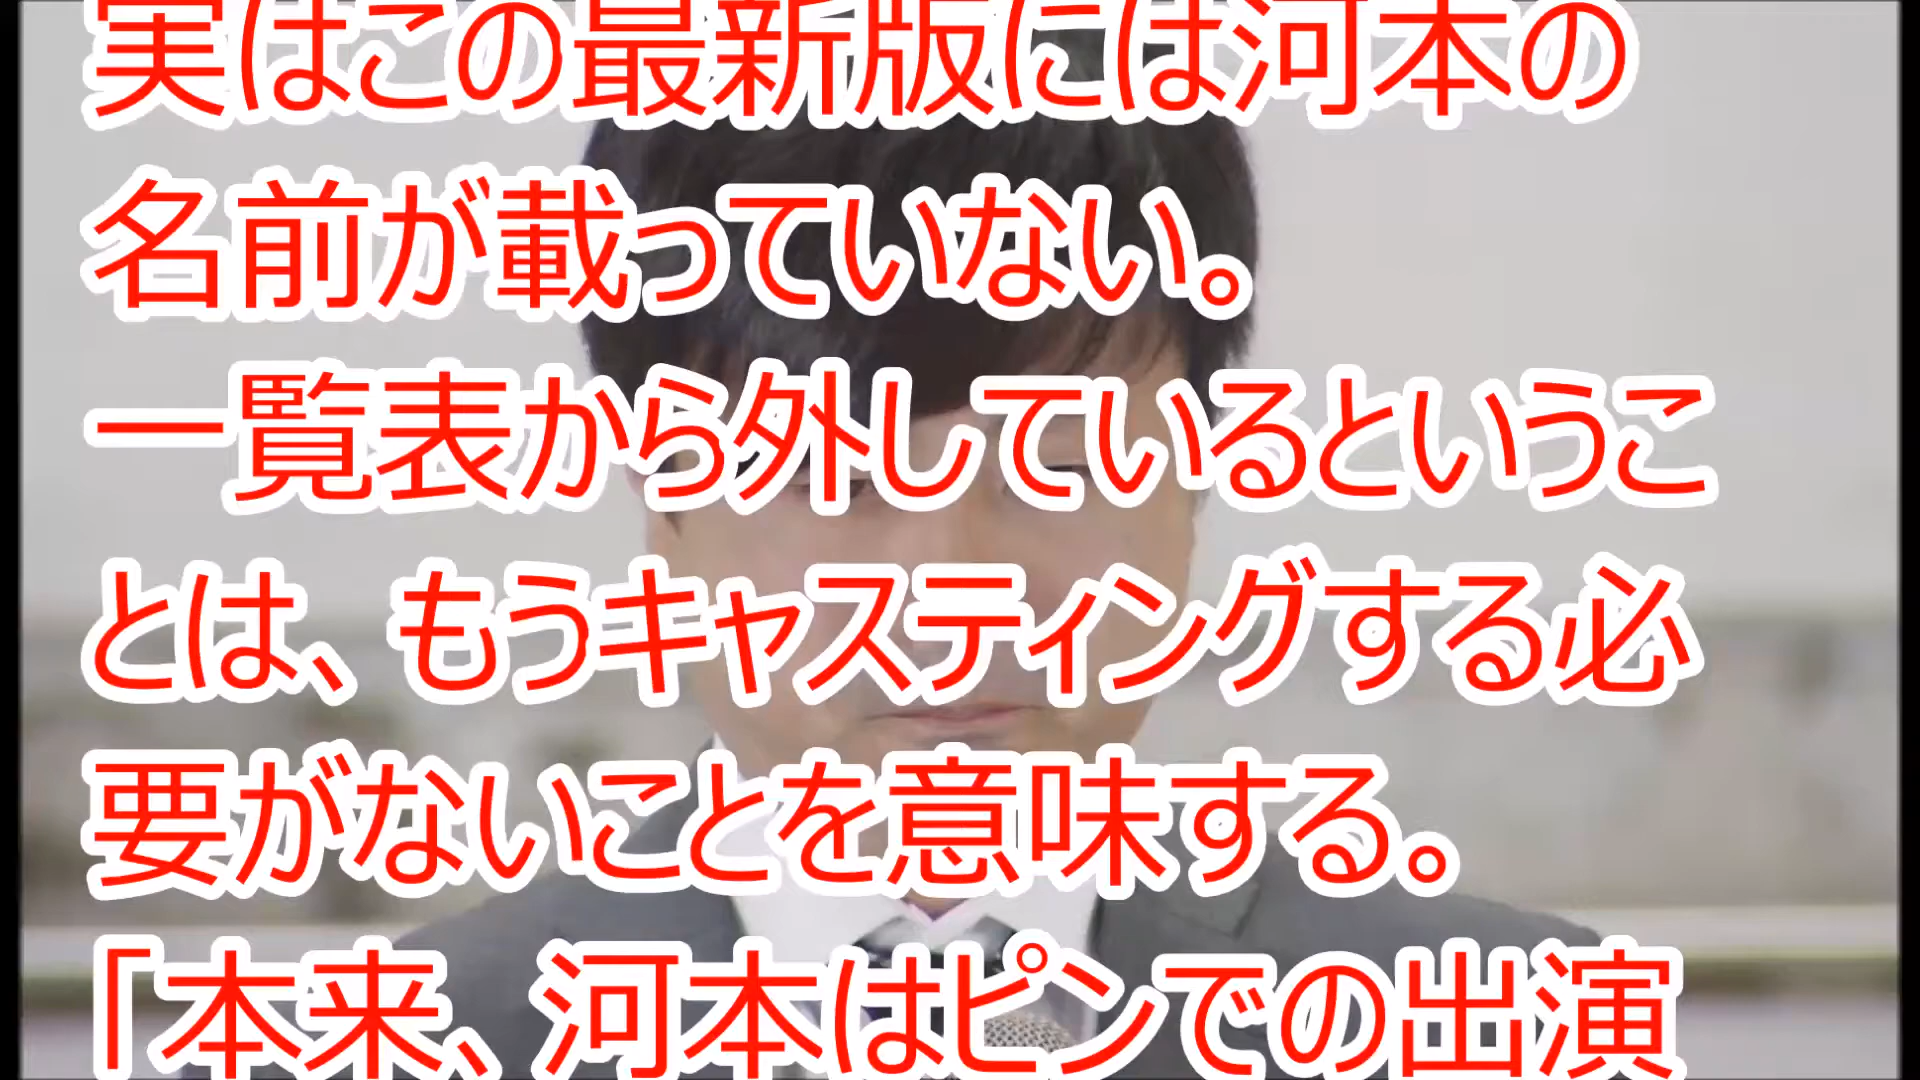 実はこの最新版には河本の
名前が載っていない。
一覧表から外しているというこ
とは、もうキャスティングする必
要がないことを意味する。
「本来、河本はピンでの出演